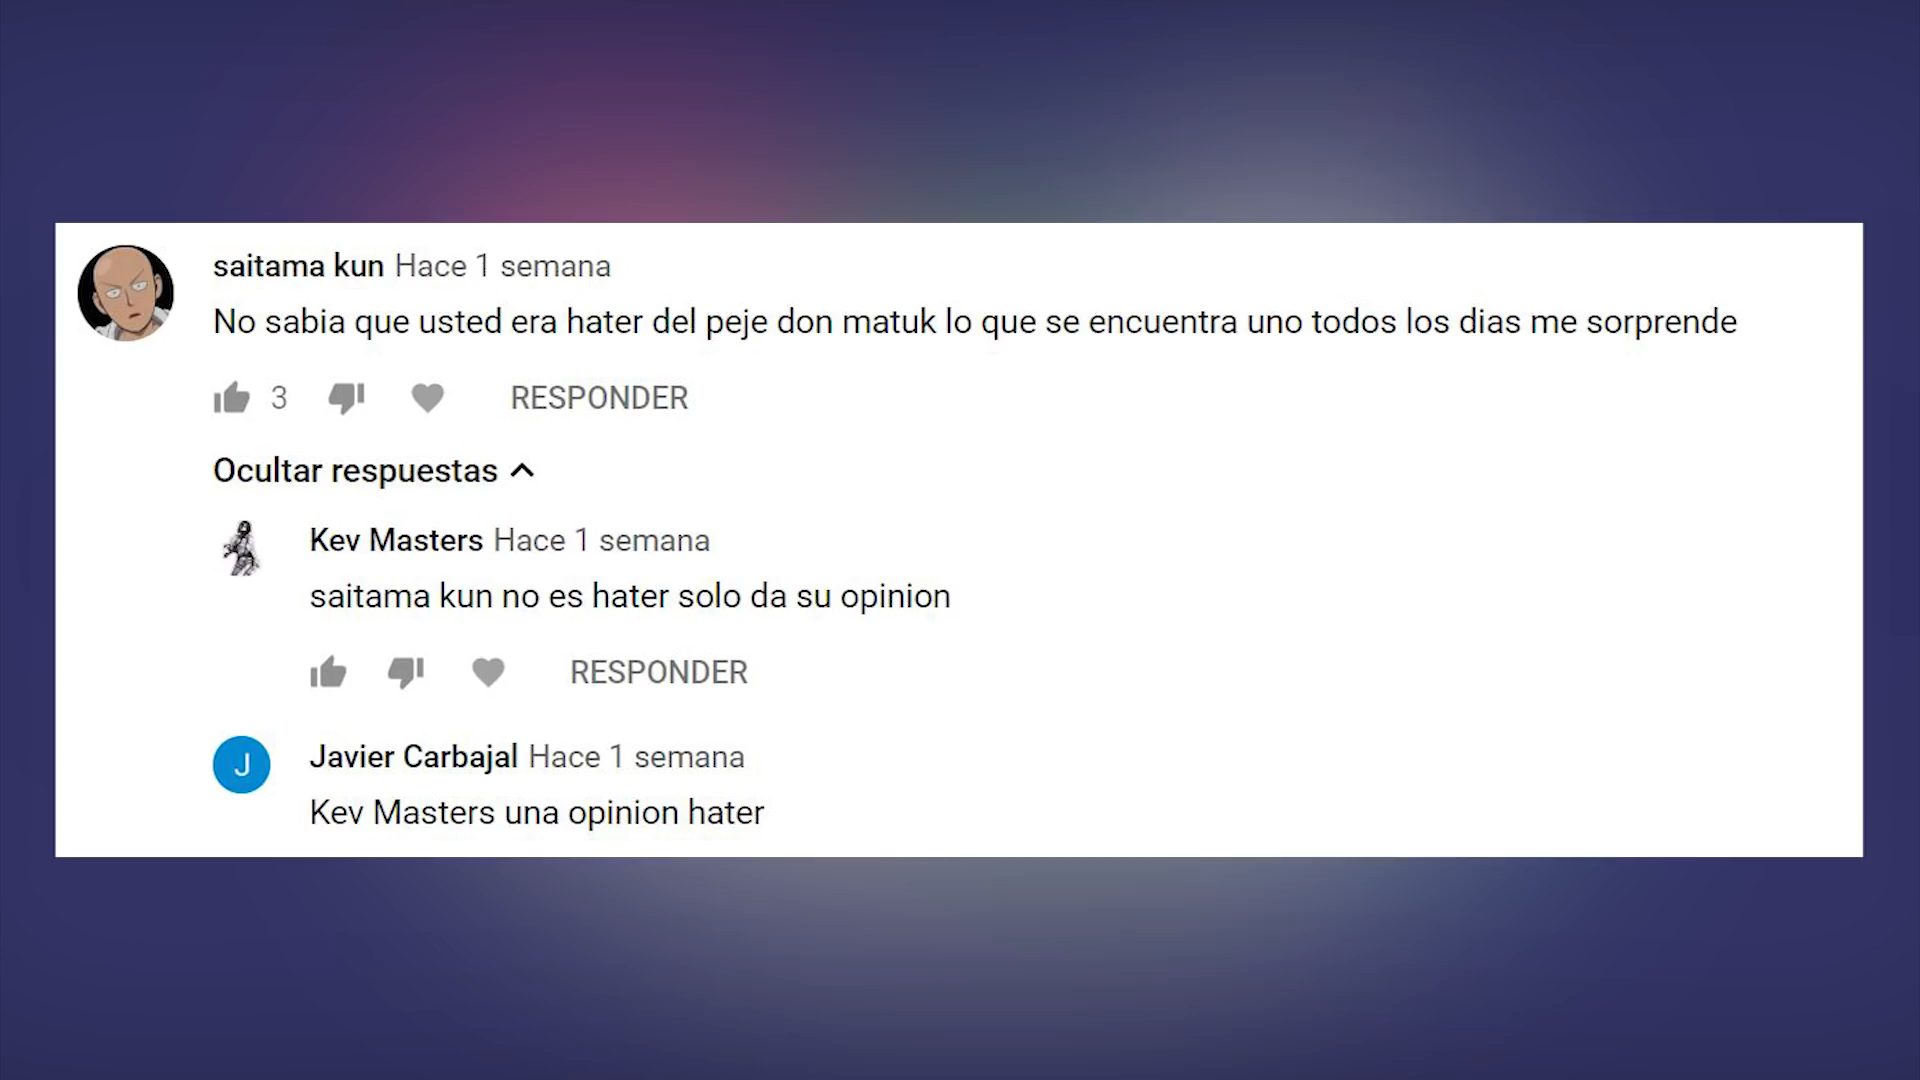 saitama kun Hace 1 semana
No sabia que usted era hater del peje don matuk lo que se encuentra uno todos los dias me sorprende
3 RESPONDER
Ocultar respuestas
Kev Masters Hace 1 semana
saitama kun no es hater solo da su opinion
RESPONDER
J
Javier Carbajal Hace 1 semana
Kev Masters una opinion hater